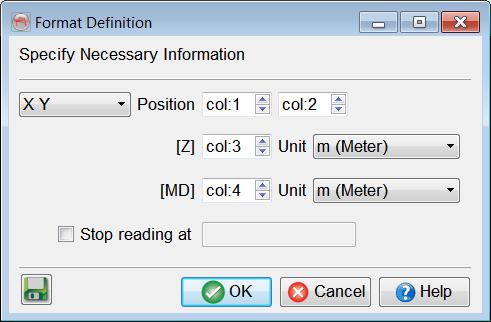 Format Definition
Specify Necessary Information
X Y Position col:1 col:2
[Z] col:3 Unit m (Meter)
[MD] col:4 Unit m (Meter)
Stop reading at
OK Cancel Help